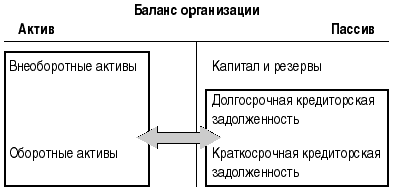 Баланс организации
Актив Пассив
Внеоборотные активы Капитал и резервы
Долгосрочная кредиторская
задолженность
Оборотные активы Краткосрочная кредиторская
задолженность